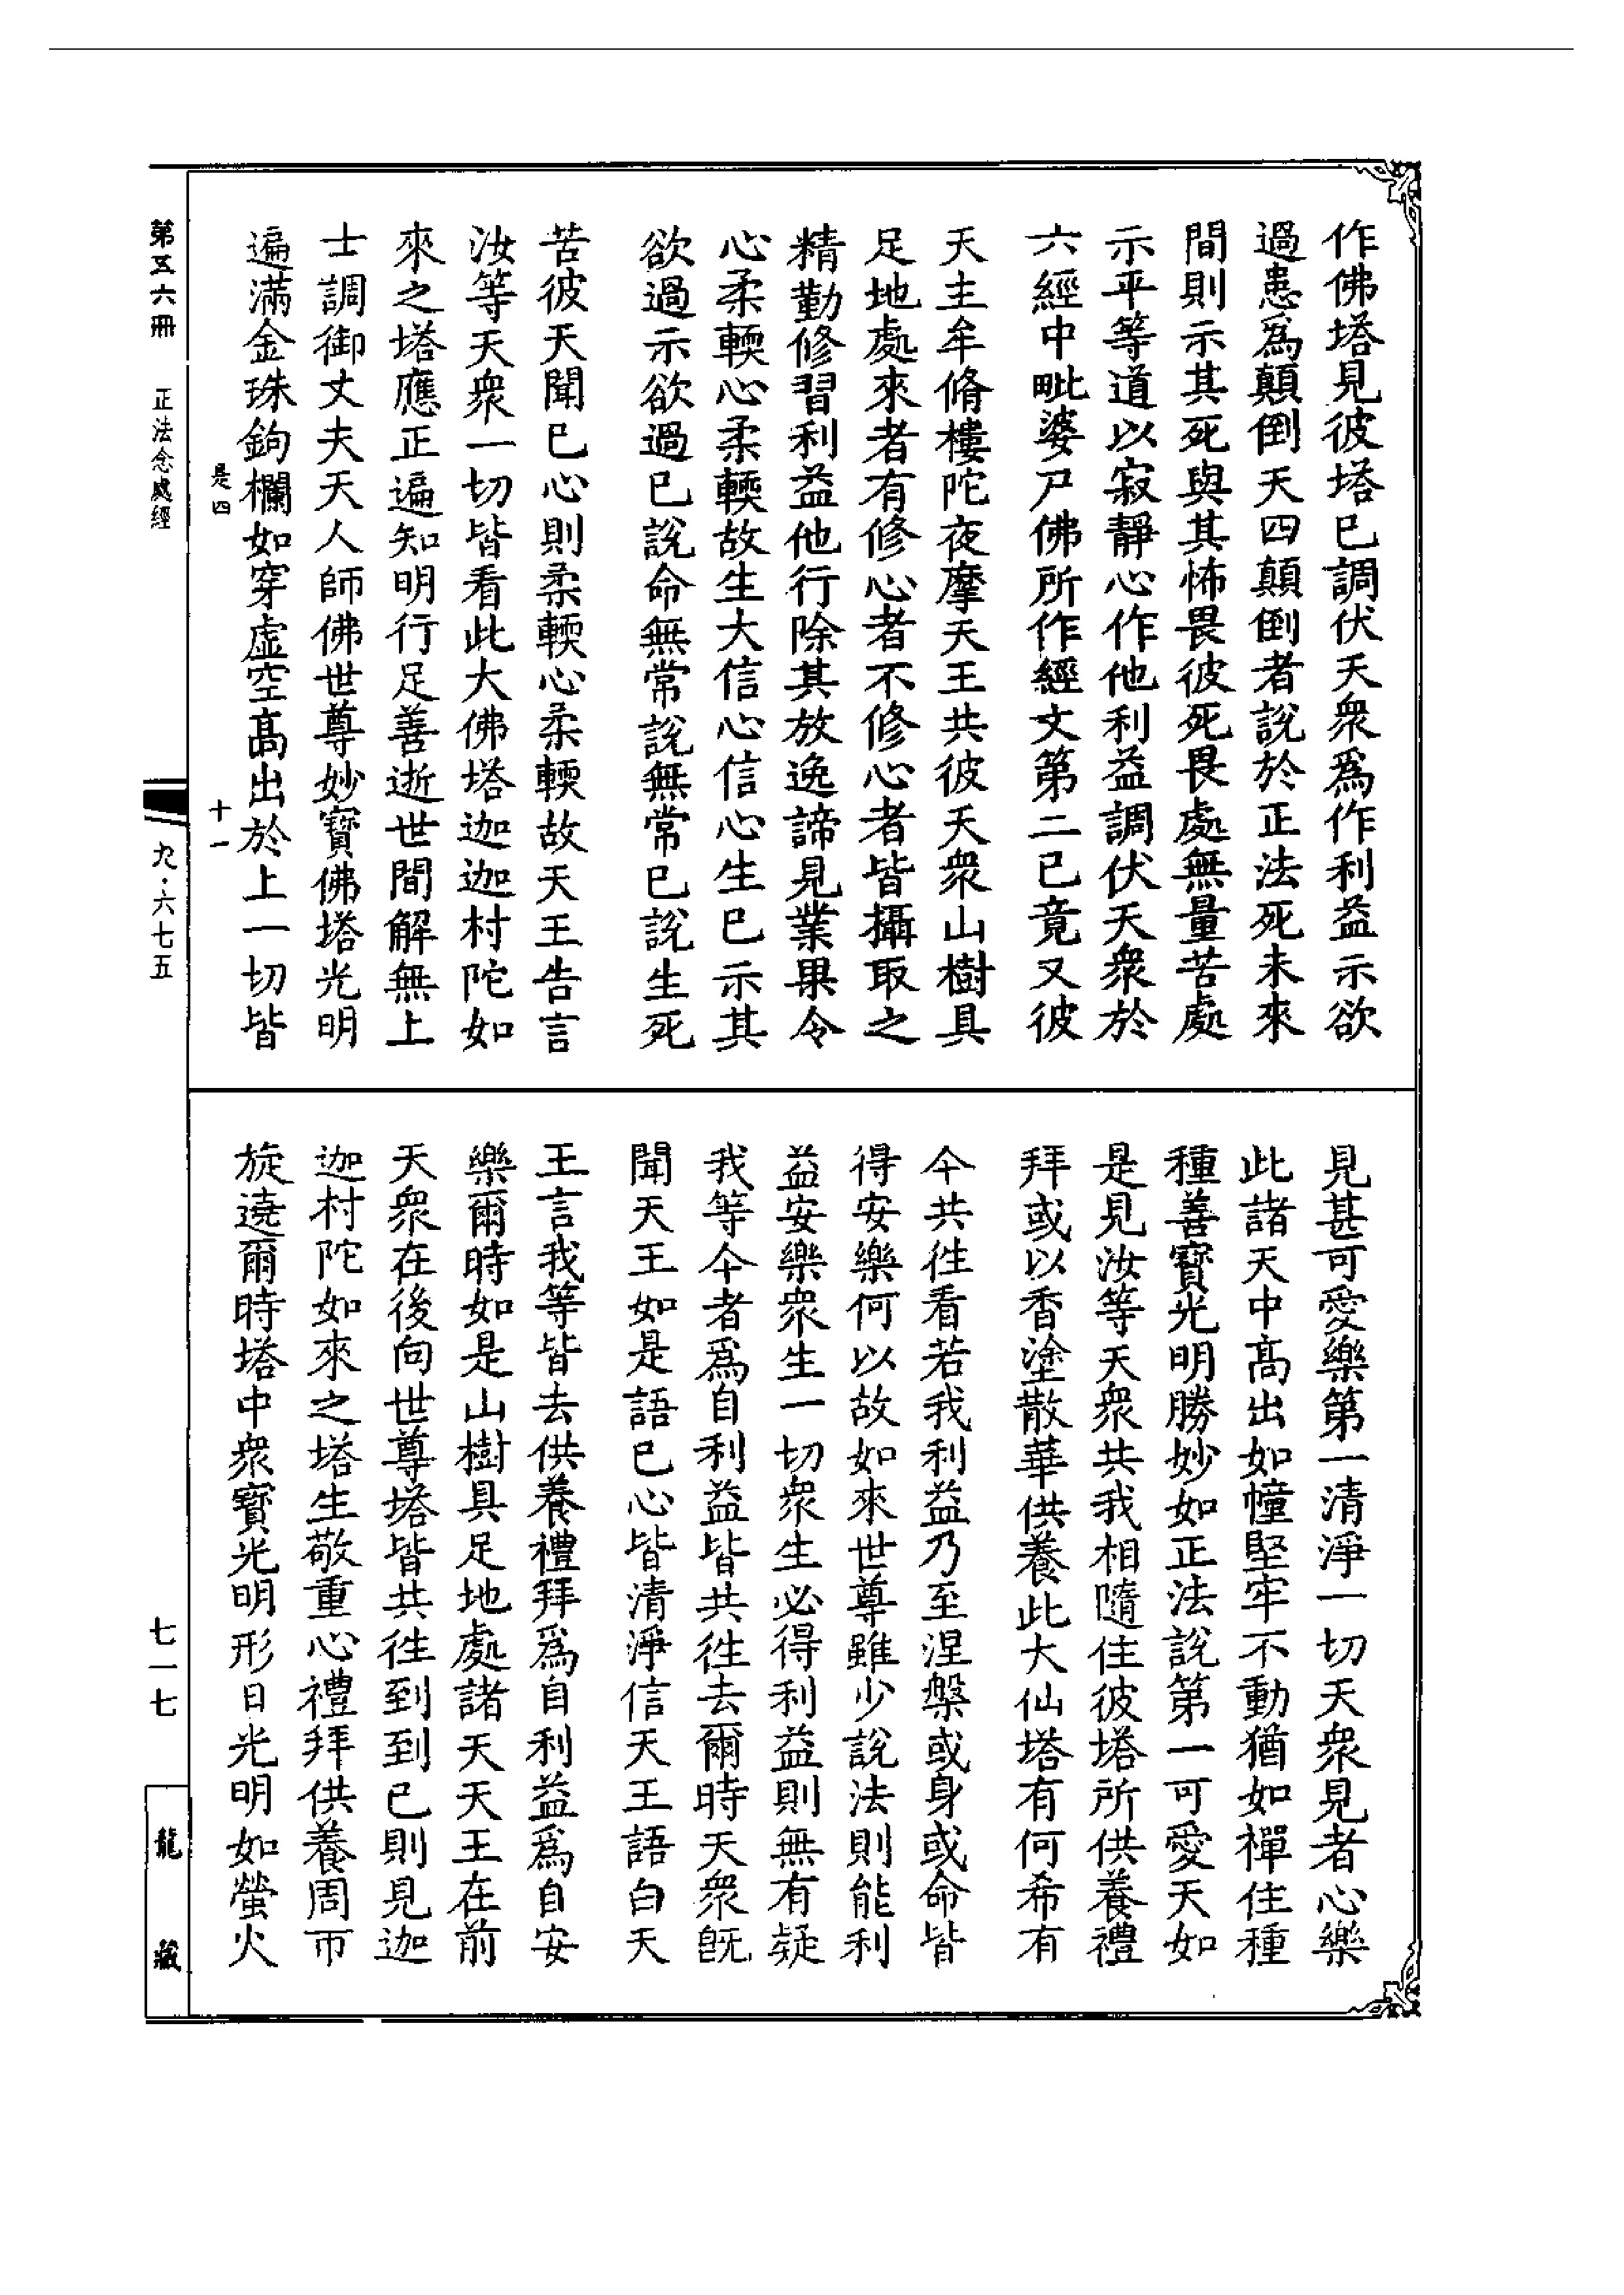 作佛塔見彼塔已調伏天衆爲作利益示欲
過患爲顛倒天四顛倒者說於正法死未來
間則示其死與其怖畏彼死畏處無量苦處
示平等道以寂靜心作他利益調伏天衆於
六經中毗婆尸佛所作經文第二已竟又彼
天主牟脩樓陀夜摩天王共彼天衆山樹具
足地處來者有修心者不修心者皆攝取之
精勤修習利益他行除其放逸諦見業果令
心柔輭心柔輭故生大信心信心生已示其
欲過示欲過已說命無常說無常已說生死
苦彼天聞已心則柔輭心柔輭故天王告言
汝等天衆一切皆看此大佛塔迦迦村陀如
來之塔應正遍知明行足善逝世間解無上
士調御丈夫天人師佛世尊妙寶佛塔光明
遍滿金珠鉤欄如穿虛空髙出於上一切皆
見甚可愛樂第一清淨一切天衆見者心樂
此諸天中髙出如幢堅牢不動猶如禪住種
種善寶光明勝妙如正法說第一可愛天如
是見汝等天衆共我相隨往彼塔所供養禮
拜或以香塗散華供養此大仙塔有何希有
今共往看若我利益乃至涅槃或身或命皆
得安樂何以故如來世尊雖少說法則能利
益安樂衆生一切衆生必得利益則無有疑
我等今者爲自利益皆共往去爾時天衆既
聞天王如是語已心皆清淨信天王語白天
王言我等皆去供養禮拜爲自利益爲自安
樂爾時如是山樹具足地處諸天天王在前
天衆在後向世尊塔皆共往到到已則見迦
迦村陀如來之塔生敬重心禮拜供養周帀
旋遶爾時塔中衆寶光明形日光明如螢火
是四
十一
第五六冊
正法念處經
九·六七五
七一七
龍藏